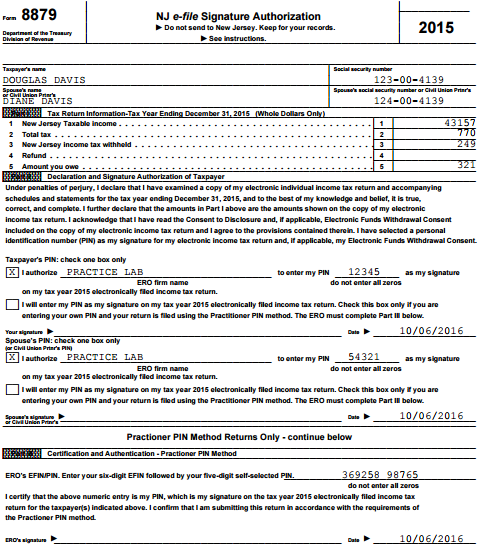 Form 8879
Department of the Treasury
Division of Revenue
NJ e-file Signature Authorization
► Do not send to New Jersey. Keep for your records.
► See instructions.
2015
Taxpayer's name
Social security number
DOUGLAS DAVIS
123-00-4139
Spouse's name
or Civil Union Prtnr's
Spouse's social security number or Civil Union Prtnr's
DIANE DAVIS
124-00-4139
Tax Return Information-Tax Year Ending December 31, 2015 (Whole Dollars Only)
1 New Jersey Taxable income 1 43157
2 Total tax 2 770
3 New Jersey income tax withheld 3 249
4 Refund 4
5 Amount you owe 5 321
Declaration and Signature Authorization of Taxpayer
Under penalties of perjury, I declare that I have examined a copy of my electronic individual income tax return and accompanying
schedules and statements for the tax year ending December 31, 2015, and to the best of my knowledge and belief, it is true,
correct, and complete. I further declare that the amounts in Part I above are the amounts shown on the copy of my electronic
income tax return. I acknowledge that I have read the Consent to Disclosure and, if applicable, Electronic Funds Withdrawal Consent
included on the copy of my electronic income tax return and I agree to the provisions contained therein. I have selected a personal
identification number (PIN) as my signature for my electronic income tax return and, if applicable, my Electronic Funds Withdrawal Consent.
Taxpayer's PIN: check one box only
X I authorize PRACTICE LAB to enter my PIN 12345 as my signature
ERO firm name do not enter all zeros
on my tax year 2015 electronically filed income tax return.
I will enter my PIN as my signature on my tax year 2015 electronically filed income tax return. Check this box only if you are
entering your own PIN and your return is filed using the Practitioner PIN method. The ERO must complete Part III below.
Your signature ► Date ► 10/06/2016
Spouse's PIN: check one box only
(or Civil Union Prtnr's PIN)
X I authorize PRACTICE LAB to enter my PIN 54321 as my signature
ERO firm name do not enter all zeros
on my tax year 2015 electronically filed income tax return.
I will enter my PIN as my signature on my tax year 2015 electronically filed income tax return. Check this box only if you are
entering your own PIN and your return is filed using the Practitioner PIN method. The ERO must complete Part III below.
Spouse's signature ► Date ► 10/06/2016
or Civil Union Prtnr's
Practioner PIN Method Returns Only - continue below
Certification and Authentication - Practioner PIN Method
ERO's EFIN/PIN. Enter your six-digit EFIN followed by your five-digit self-selected PIN. 369258 98765
do not enter all zeros
I certify that the above numeric entry is my PIN, which is my signature on the tax year 2015 electronically filed income tax
return for the taxpayer(s) indicated above. I confirm that I am submitting this return in accordance with the requirements of
the Practioner PIN method.
ERO's signature ► Date ► 10/06/2016